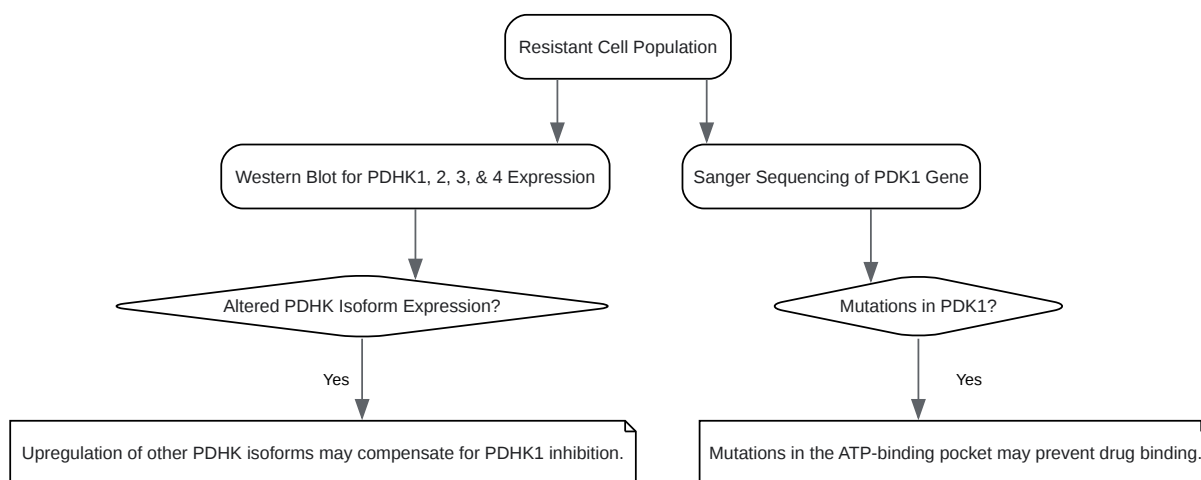 Resistant Cell Population
Western Blot for PDHK1, 2, 3, & 4 Expression
Sanger Sequencing of PDK1 Gene
Altered PDHK Isoform Expression?
Mutations in PDK1?
Yes
Yes
Upregulation of other PDHK isoforms may compensate for PDHK1 inhibition.
Mutations in the ATP-binding pocket may prevent drug binding.